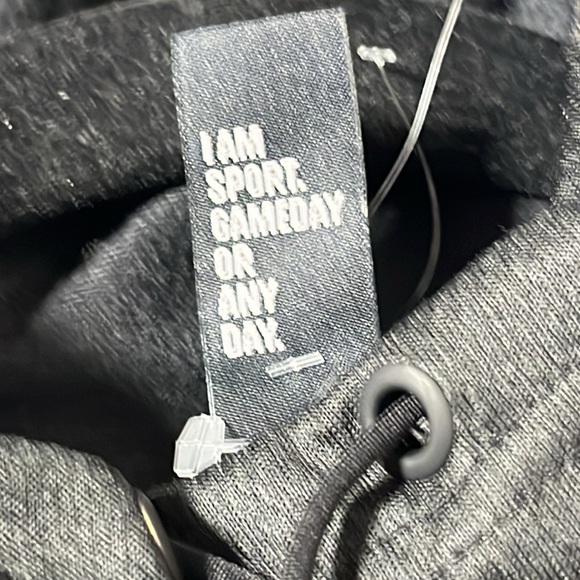 I AM
SPORT.
GAMEDAY
OR
ANY
DAY.